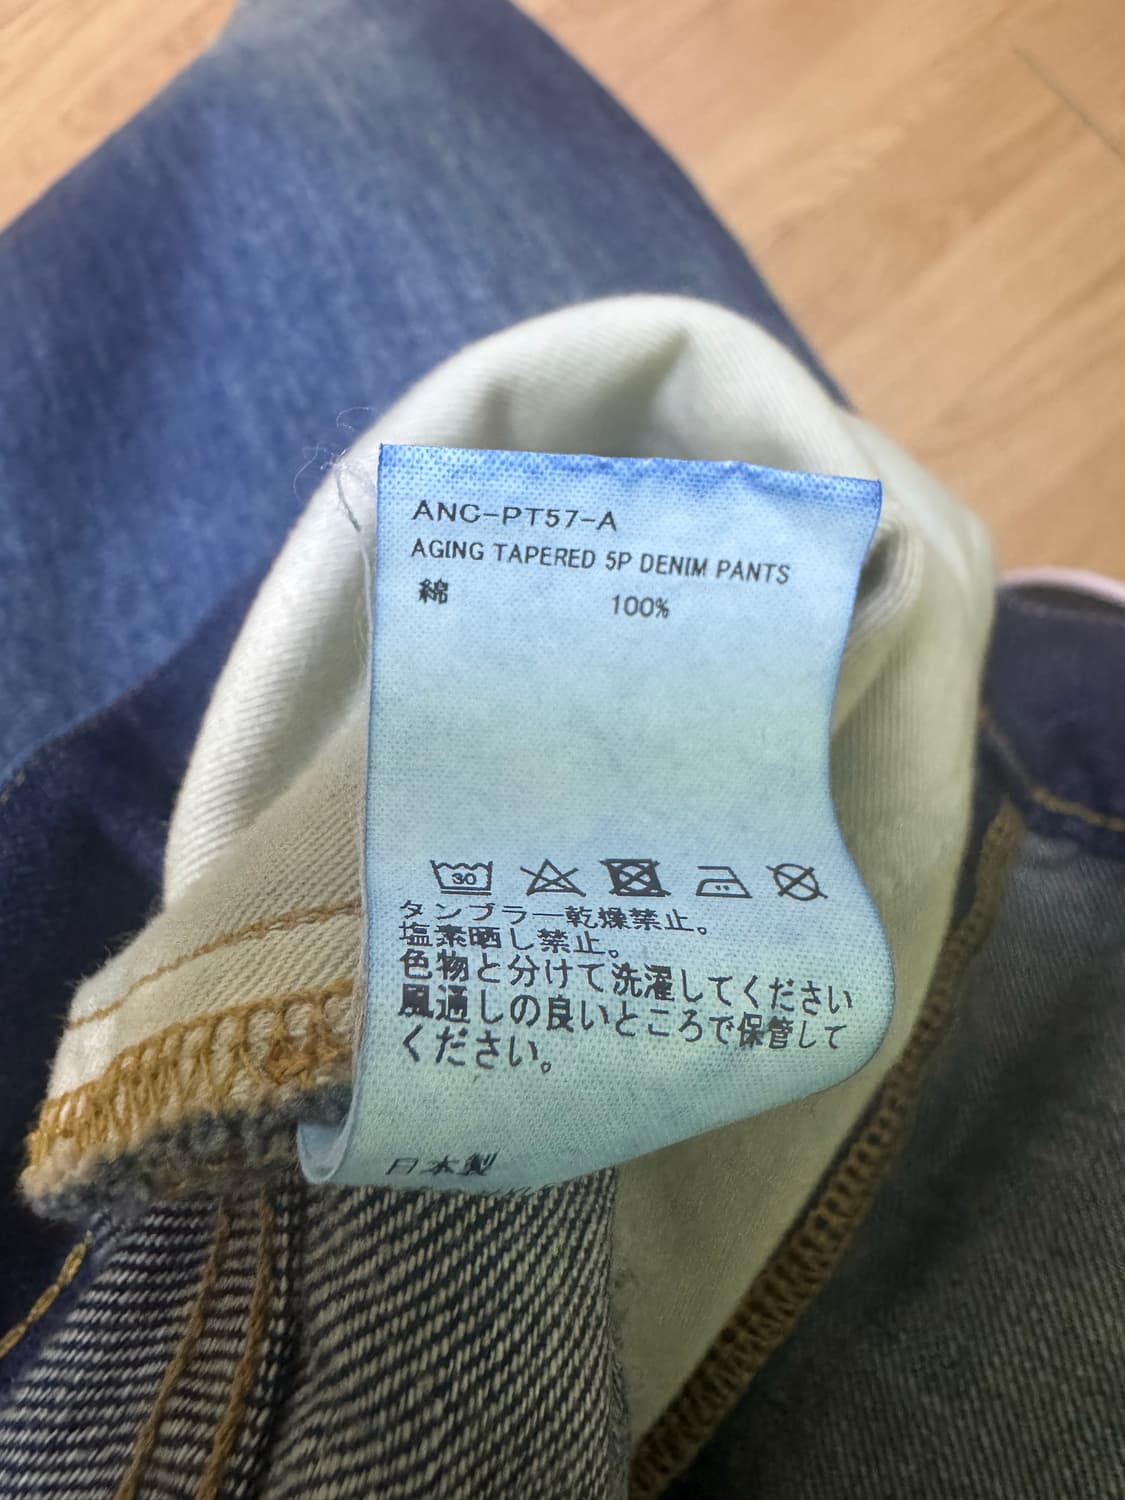 ANC-PT57-A
AGING TAPERED 5P DENIM PANTS
綿 100%
30
タンブラー乾燥禁止。
塩素晒し禁止。
色物と分けて洗濯してください
風通しの良いところで保管して
ください。
日本製